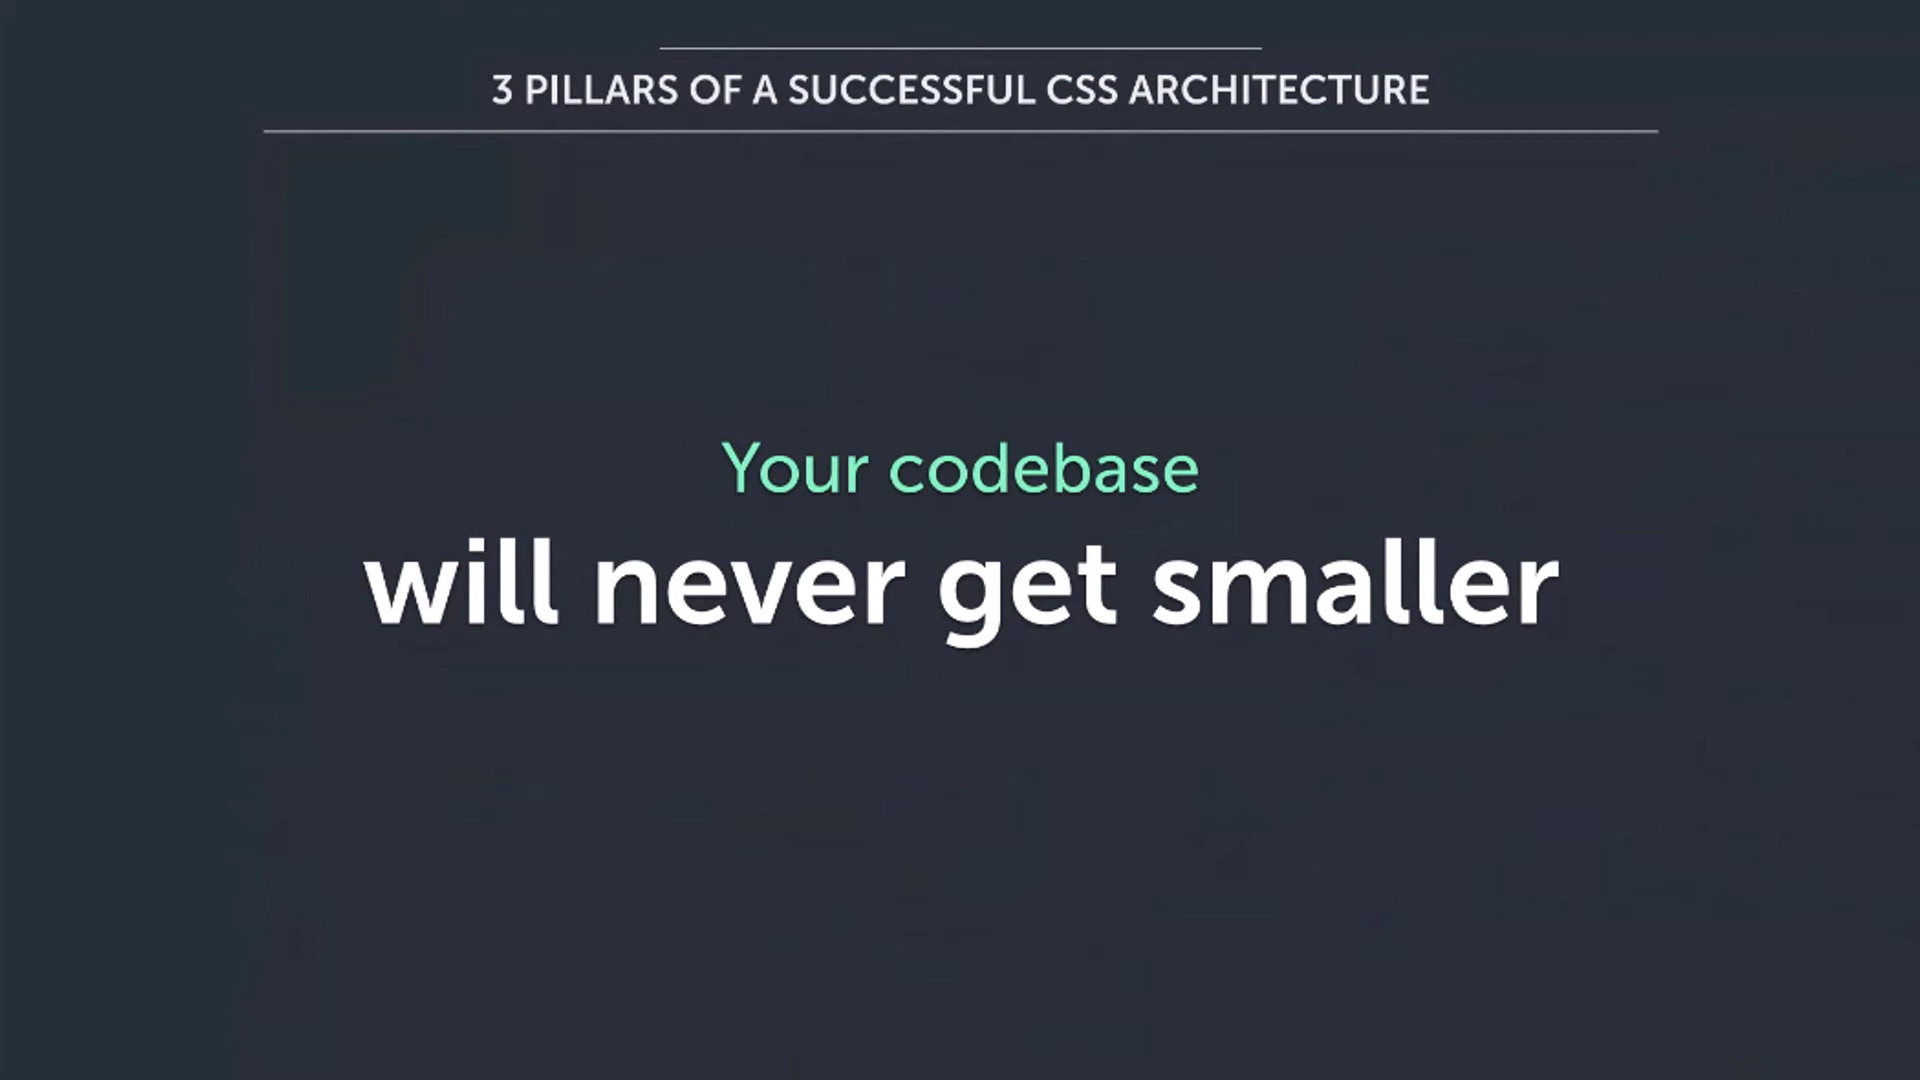 3 PILLARS OF A SUCCESSFUL CSS ARCHITECTURE
Your codebase
will never get smaller